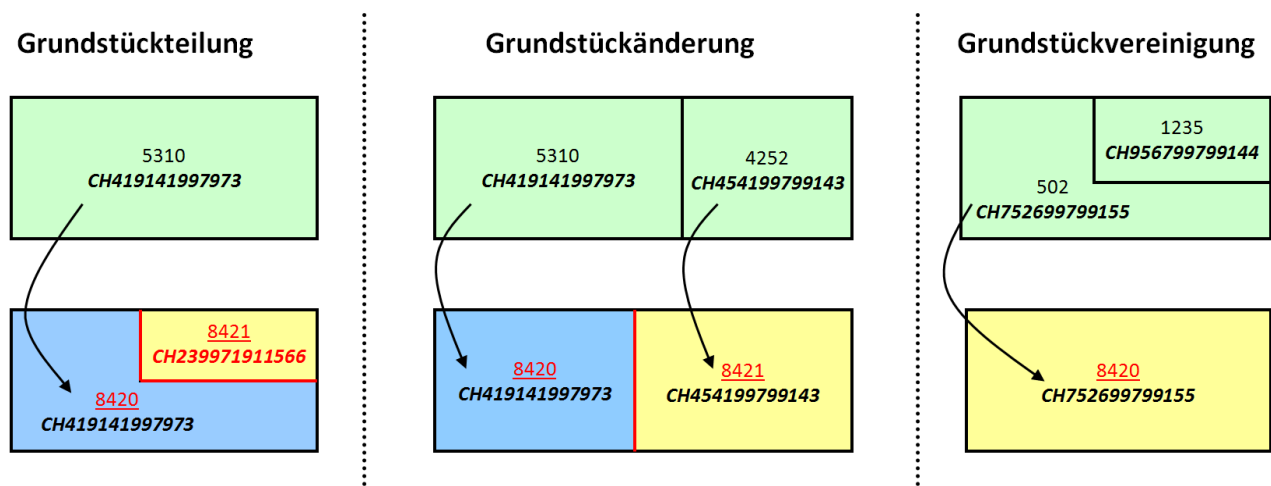 Grundstückteilung
5310
CH419141997973
8421
CH239971911566
8420
CH419141997973
Grundstückänderung
5310
CH419141997973
4252
CH454199799143
8420
CH419141997973
8421
CH454199799143
Grundstückvereinigung
1235
CH956799799144
502
CH752699799155
8420
CH752699799155